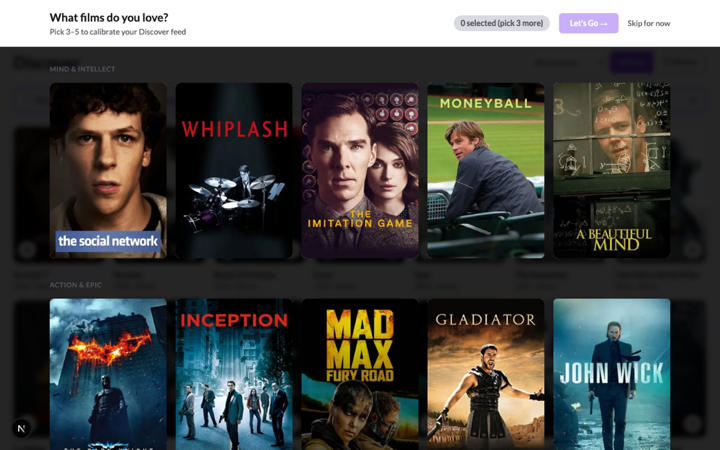 What films do you love?
Pick 3–5 to calibrate your Discover feed
0 selected (pick 3 more)
Let's Go →
Skip for now
MIND & INTELLECT
the social network
WHIPLASH
THE
IMITATION GAME
MONEYBALL
A BEAUTIFUL
MIND
ACTION & EPIC
INCEPTION
MAD
MAX
FURY ROAD
GLADIATOR
JOHN WICK
N